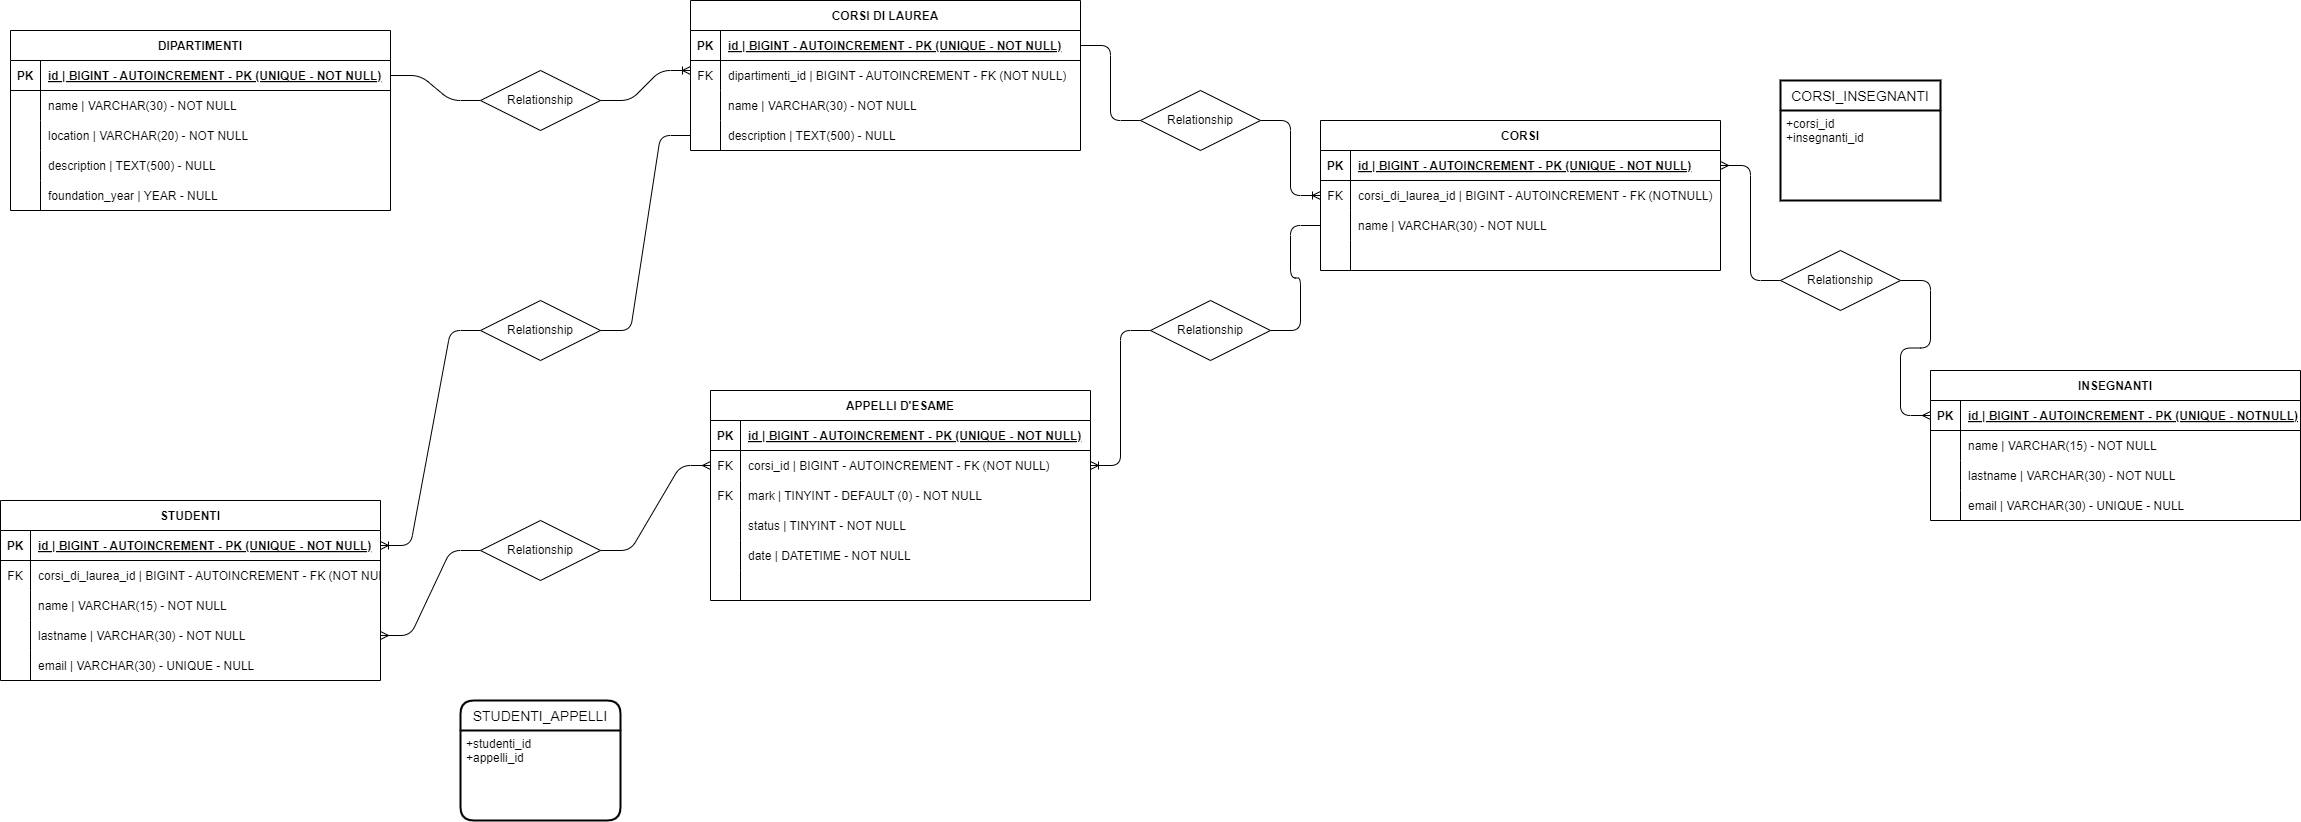 DIPARTIMENTI
PK id | BIGINT - AUTOINCREMENT - PK (UNIQUE - NOT NULL)
name | VARCHAR(30) - NOT NULL
location | VARCHAR(20) - NOT NULL
description | TEXT(500) - NULL
foundation_year | YEAR - NULL
Relationship
CORSI DI LAUREA
PK id | BIGINT - AUTOINCREMENT - PK (UNIQUE - NOT NULL)
FK dipartimenti_id | BIGINT - AUTOINCREMENT - FK (NOT NULL)
name | VARCHAR(30) - NOT NULL
description | TEXT(500) - NULL
Relationship
CORSI
PK id | BIGINT - AUTOINCREMENT - PK (UNIQUE - NOT NULL)
FK corsi_di_laurea_id | BIGINT - AUTOINCREMENT - FK (NOTNULL)
name | VARCHAR(30) - NOT NULL
CORSI_INSEGNANTI
+corsi_id
+insegnanti_id
Relationship
Relationship
Relationship
INSEGNANTI
PK id | BIGINT - AUTOINCREMENT - PK (UNIQUE - NOTNULL)
name | VARCHAR(15) - NOT NULL
lastname | VARCHAR(30) - NOT NULL
email | VARCHAR(30) - UNIQUE - NULL
APPELLI D'ESAME
PK id | BIGINT - AUTOINCREMENT - PK (UNIQUE - NOT NULL)
FK corsi_id | BIGINT - AUTOINCREMENT - FK (NOT NULL)
FK mark | TINYINT - DEFAULT (0) - NOT NULL
status | TINYINT - NOT NULL
date | DATETIME - NOT NULL
STUDENTI
PK id | BIGINT - AUTOINCREMENT - PK (UNIQUE - NOT NULL)
FK corsi_di_laurea_id | BIGINT - AUTOINCREMENT - FK (NOT NUL
name | VARCHAR(15) - NOT NULL
lastname | VARCHAR(30) - NOT NULL
email | VARCHAR(30) - UNIQUE - NULL
Relationship
STUDENTI_APPELLI
+studenti_id
+appelli_id